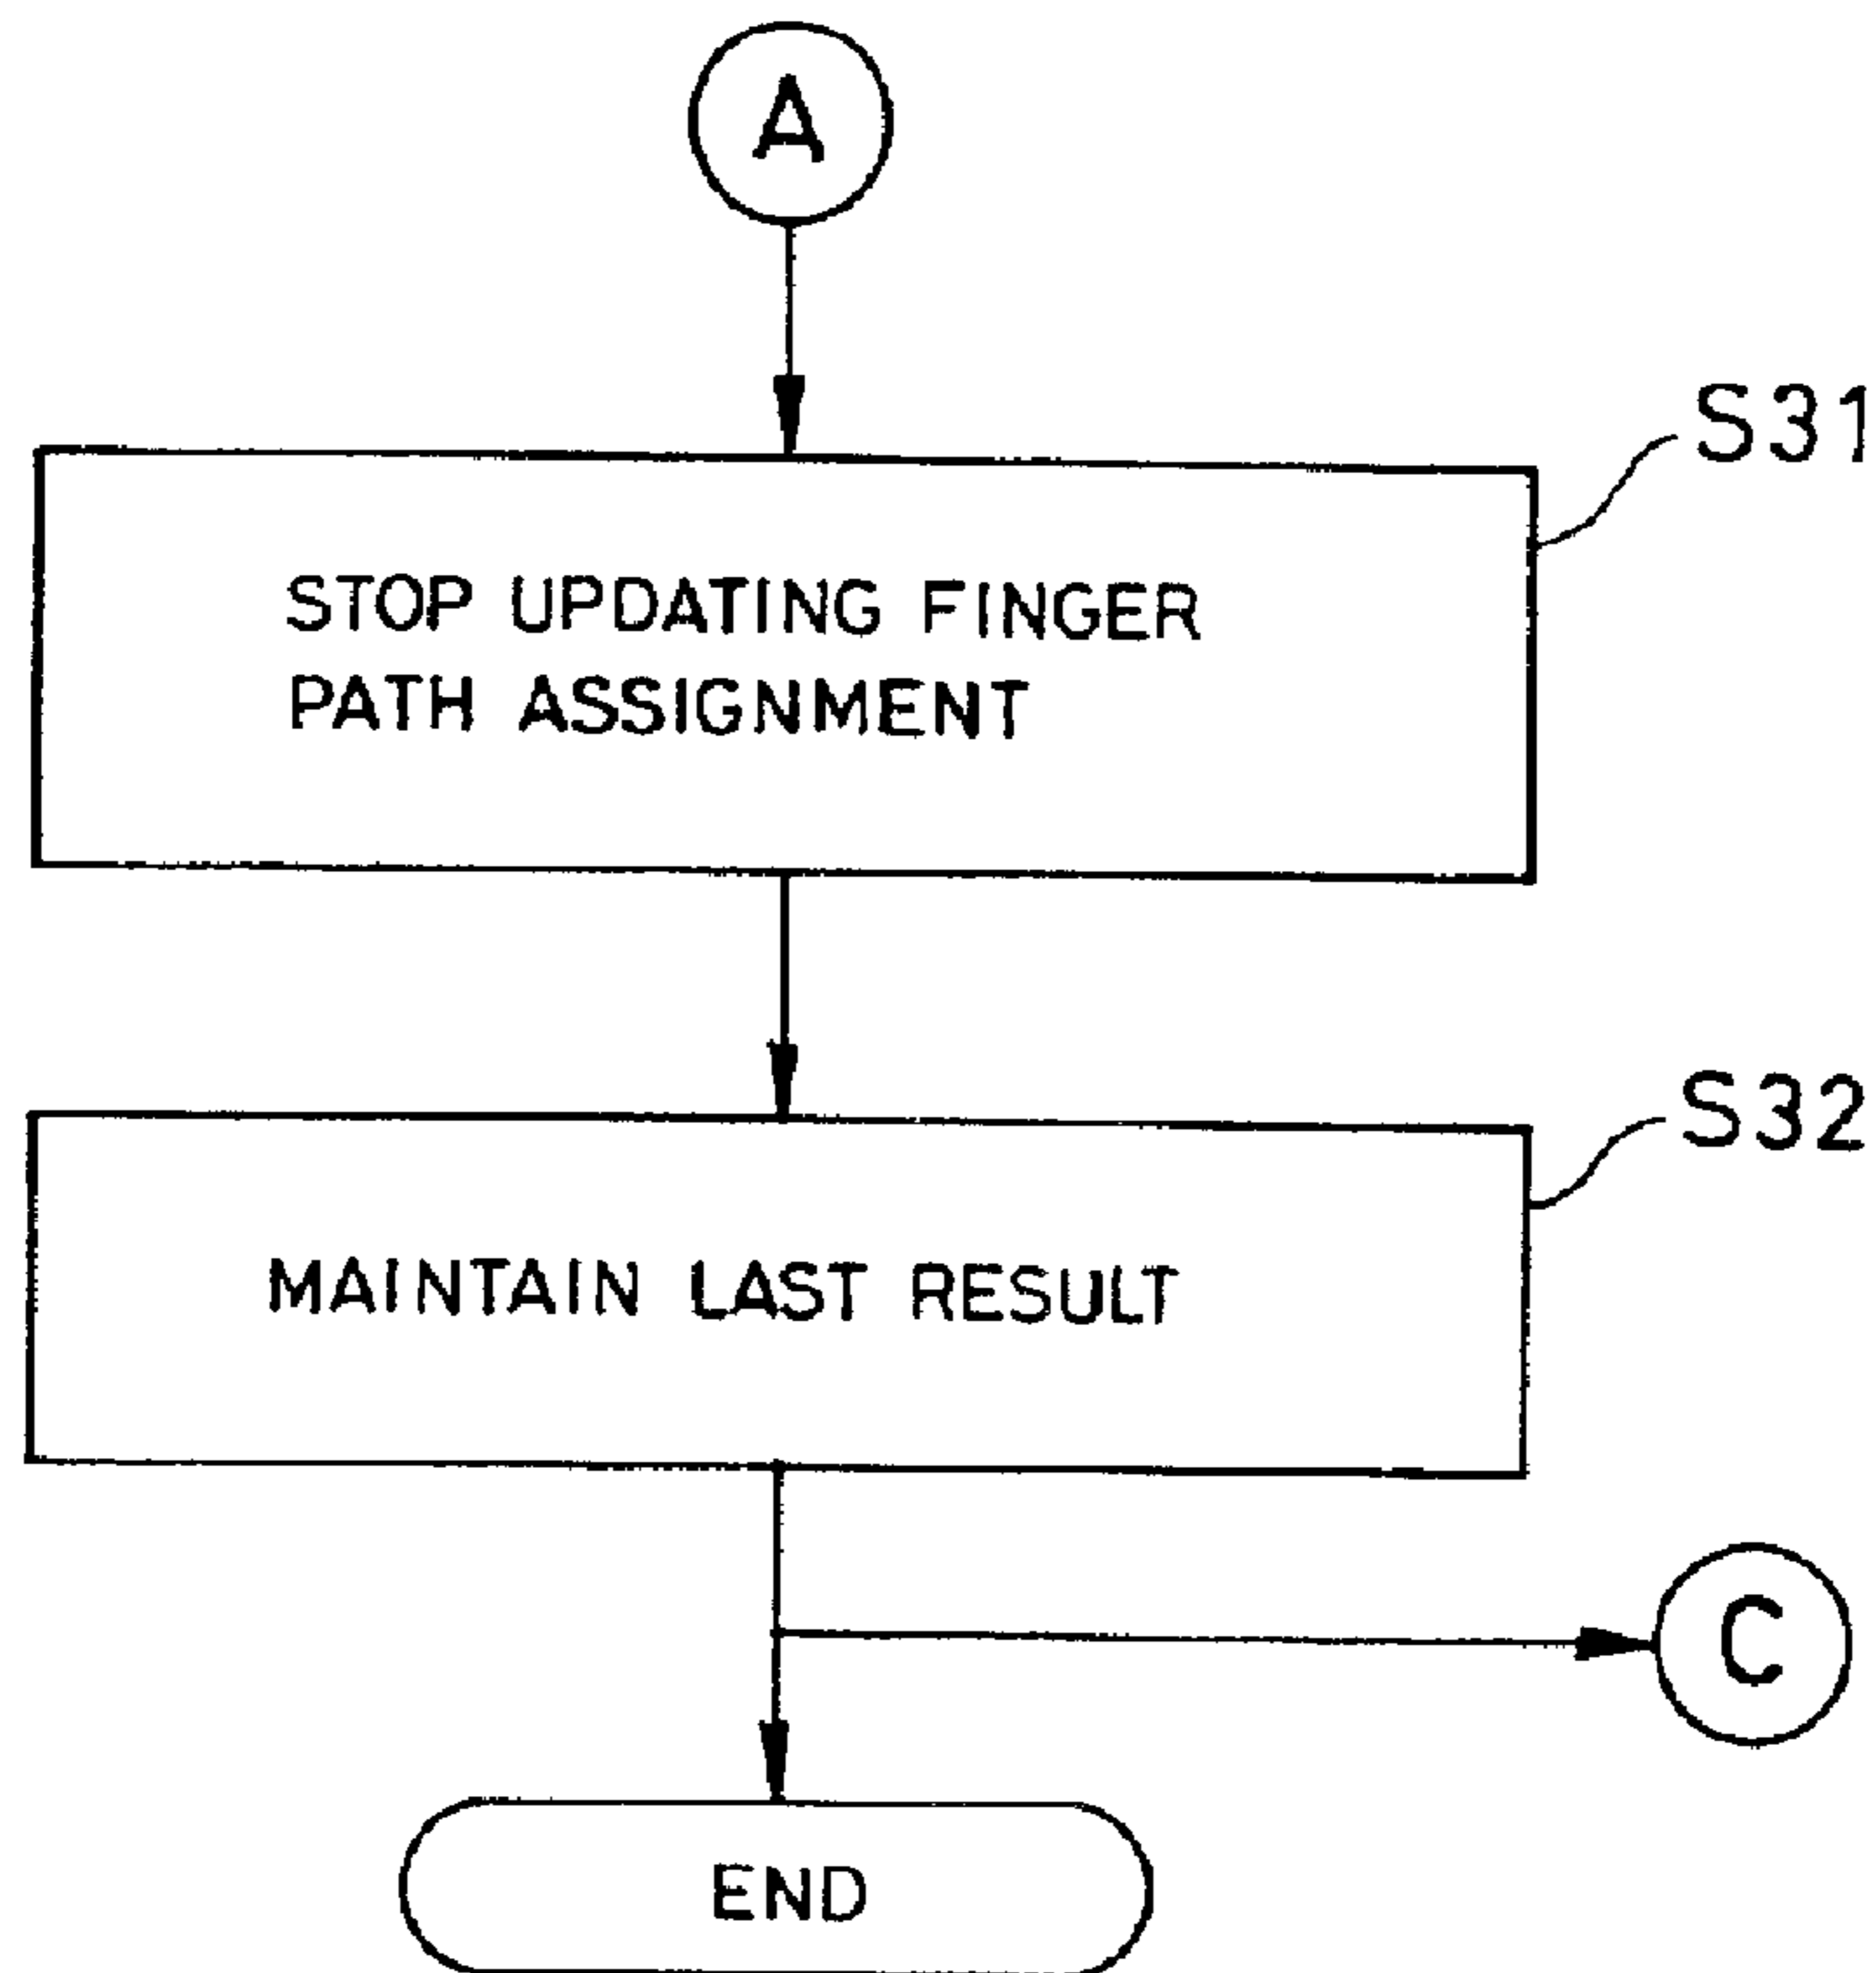 A
S31
STOP UPDATING FINGER
PATH ASSIGNMENT
S32
MAINTAIN LAST RESULT
C
END